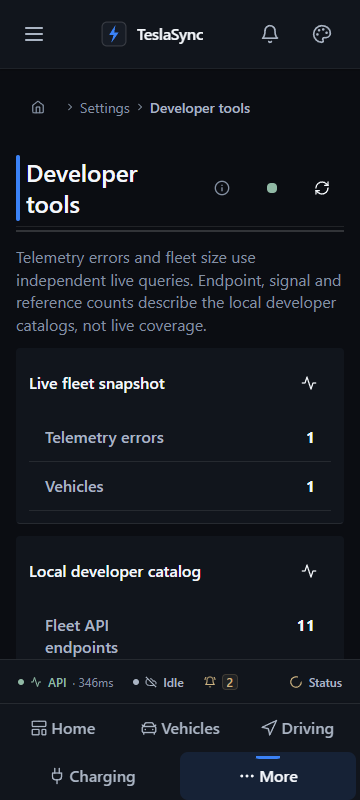 TeslaSync
Settings
Developer tools
Developer
tools
Telemetry errors and fleet size use
independent live queries. Endpoint, signal and
reference counts describe the local developer
catalogs, not live coverage.
Live fleet snapshot
Telemetry errors 1
Vehicles 1
Local developer catalog
Fleet API 11
endpoints
API · 346ms Idle 2 Status
Home Vehicles Driving
Charging More